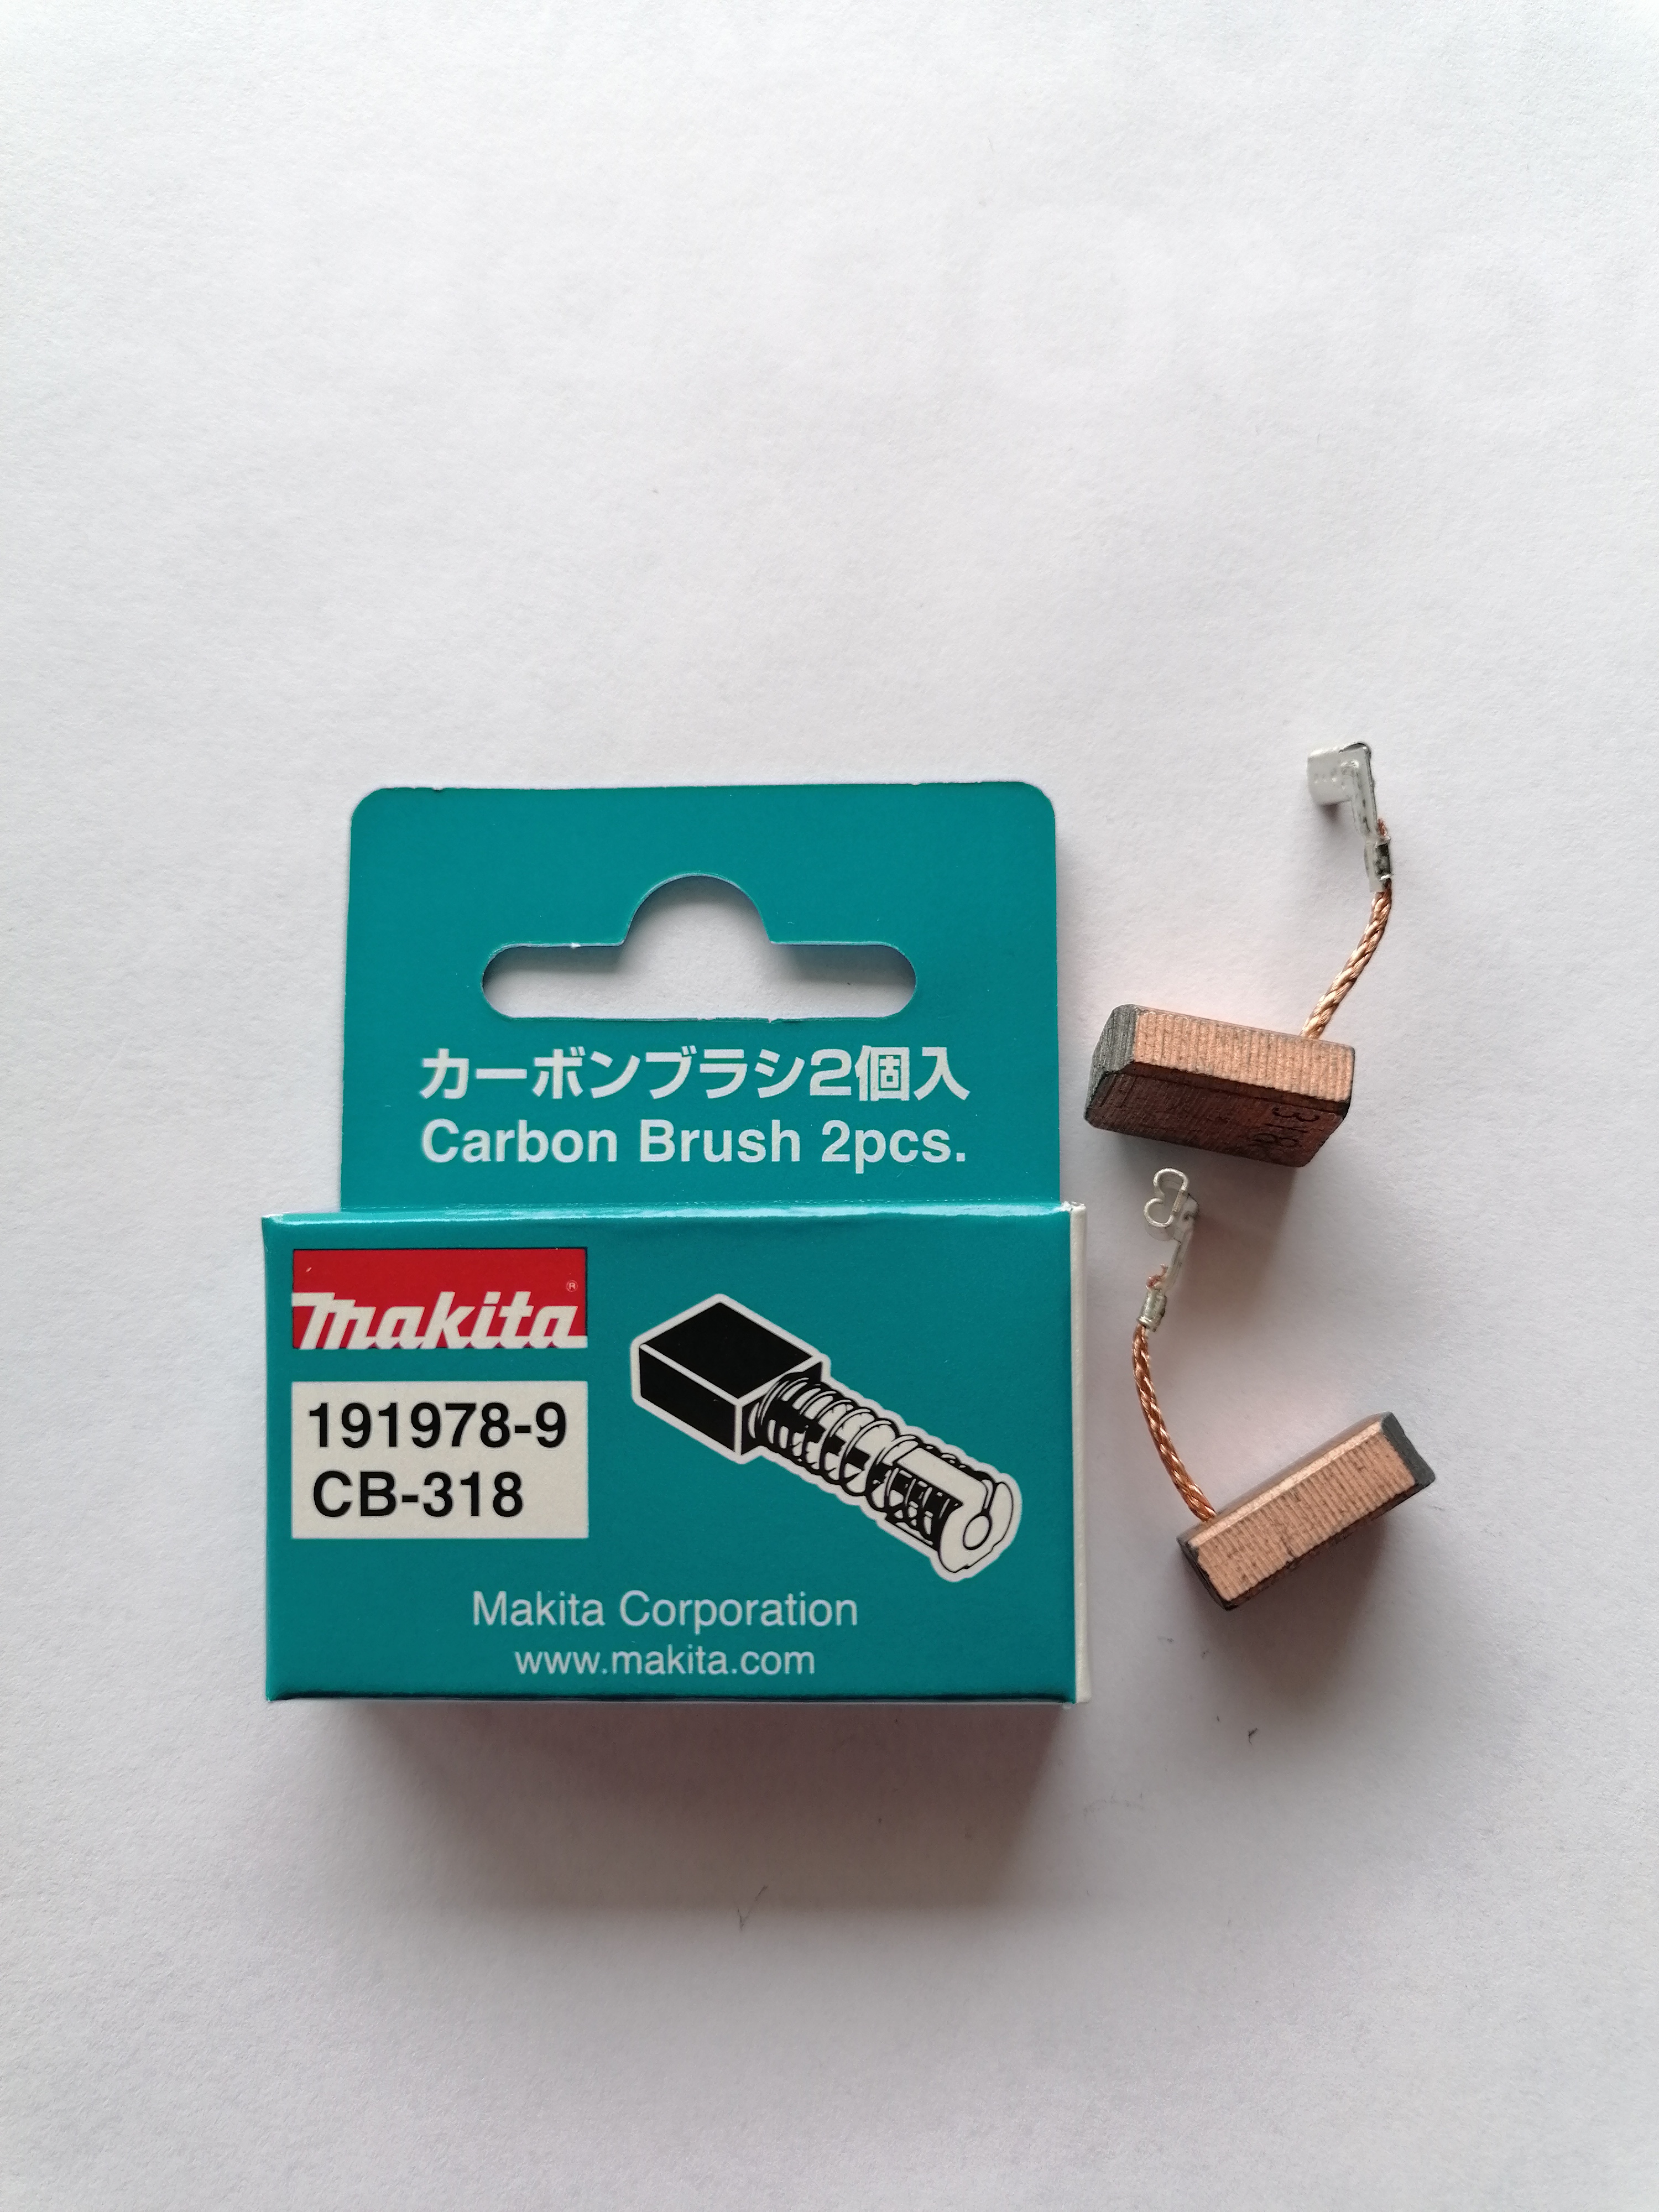 カーボンブラシ2個入
Carbon Brush 2pcs.
makita®
191978-9
CB-318
Makita Corporation
www.makita.com
318